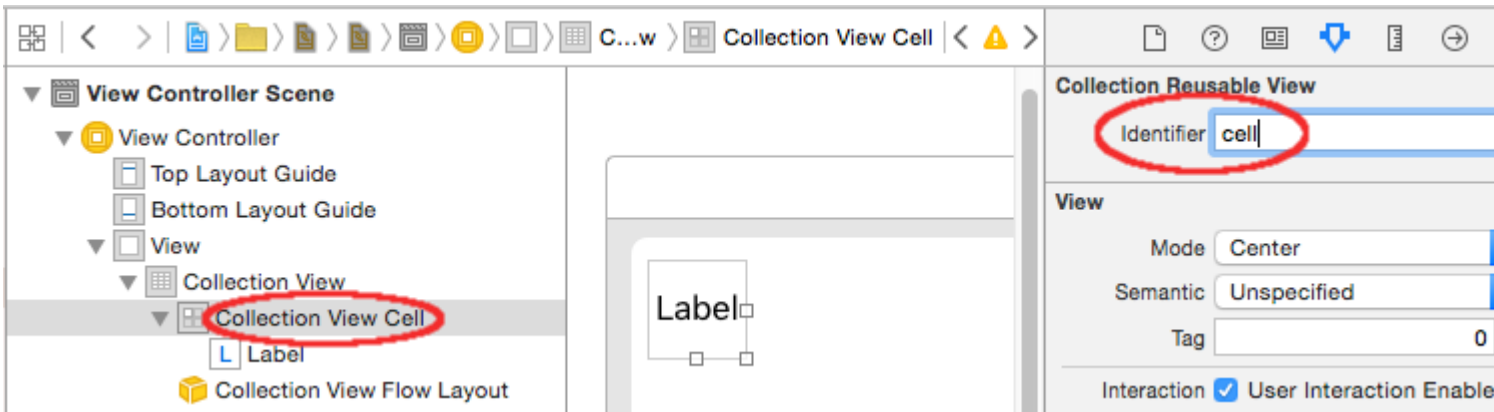 C...w
Collection View Cell
View Controller Scene
View Controller
Top Layout Guide
Bottom Layout Guide
View
Collection View
Collection View Cell
L Label
Collection View Flow Layout
Label
Collection Reusable View
Identifier cell
View
Mode Center
Semantic Unspecified
Tag 0
Interaction User Interaction Enable